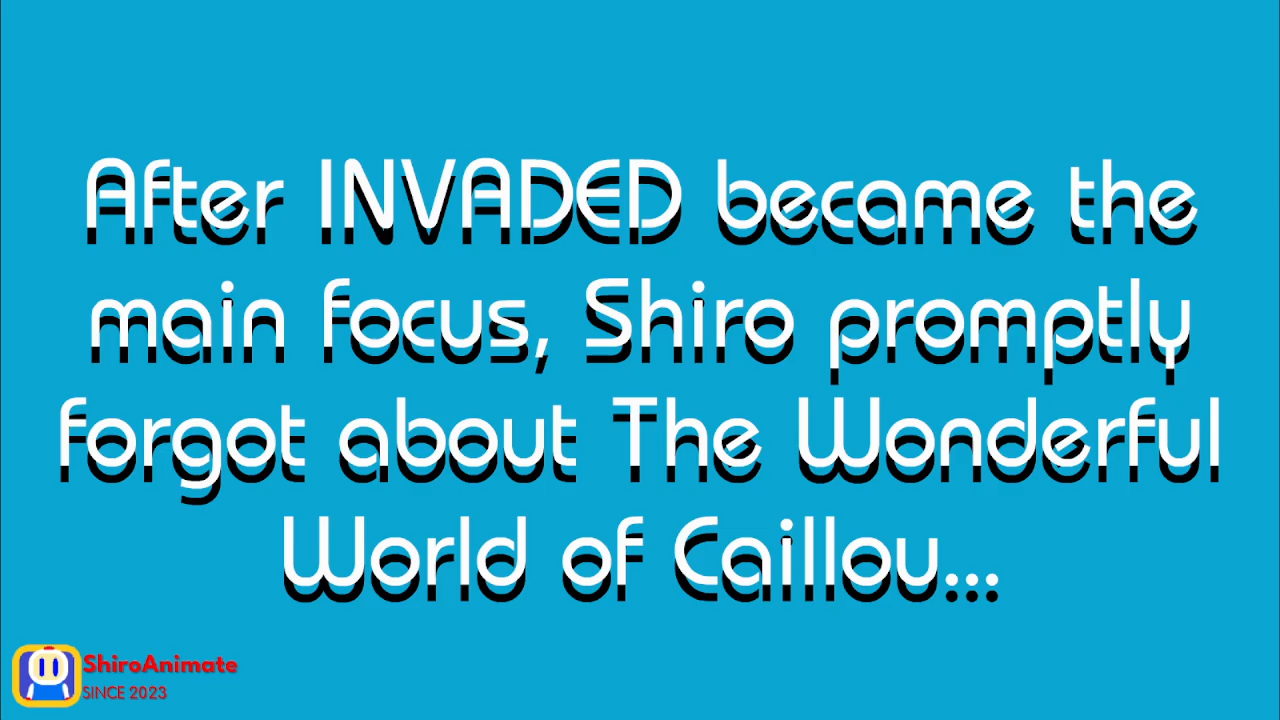 After INVADED became the
main focus, Shiro promptly
forgot about The Wonderful
World of Caillou...
ShiroAnimate
SINCE 2023